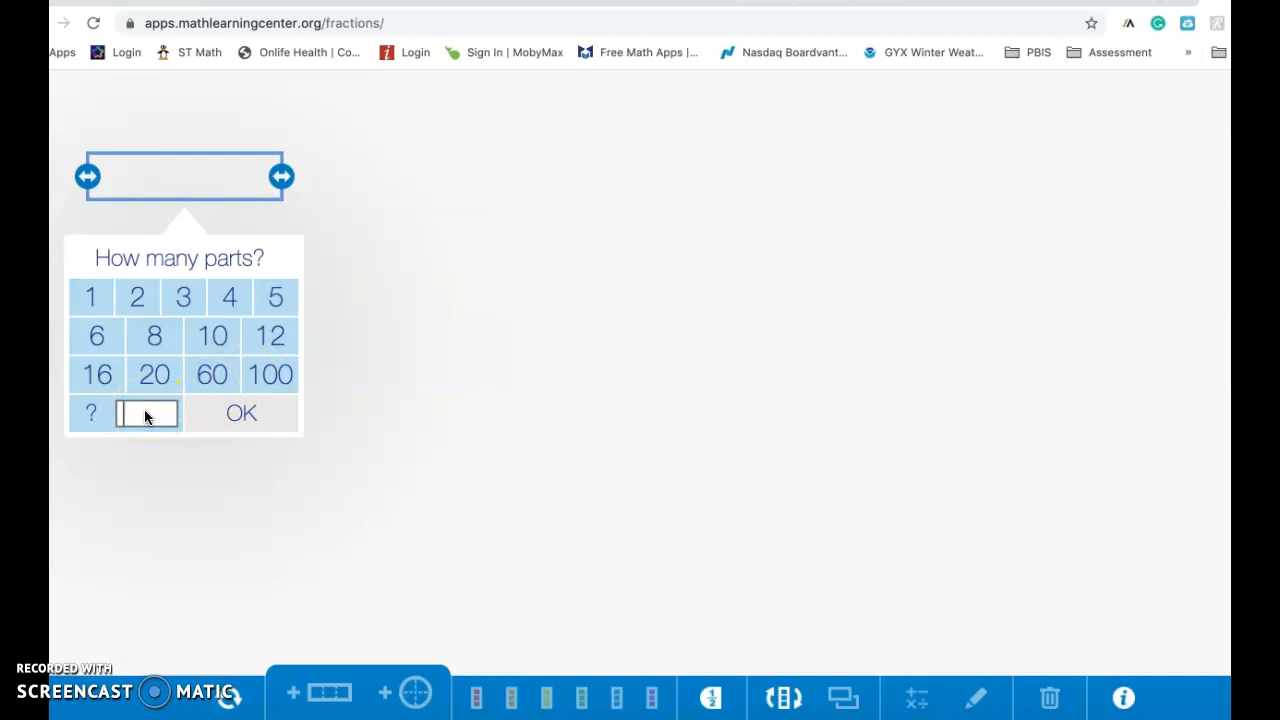 apps.mathlearningcenter.org/fractions/
Apps Login ST Math Onlife Health | Co... Login Sign In | MobyMax Free Math Apps |... Nasdaq Boardvant... GYX Winter Weat... PBIS Assessment »
How many parts?
1 2 3 4 5
6 8 10 12
16 20 60 100
? OK
RECORDED WITH
SCREENCAST MATIC
1/2